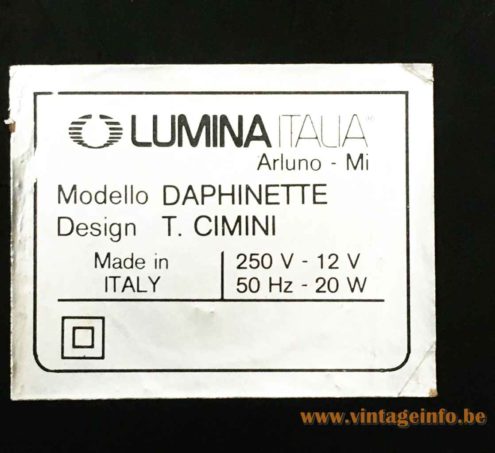 LUMINA ITALIA
Arluno - Mi
Modello DAPHINETTE
Design T. CIMINI
Made in ITALY
250 V - 12 V
50 Hz - 20 W
www.vintageinfo.be